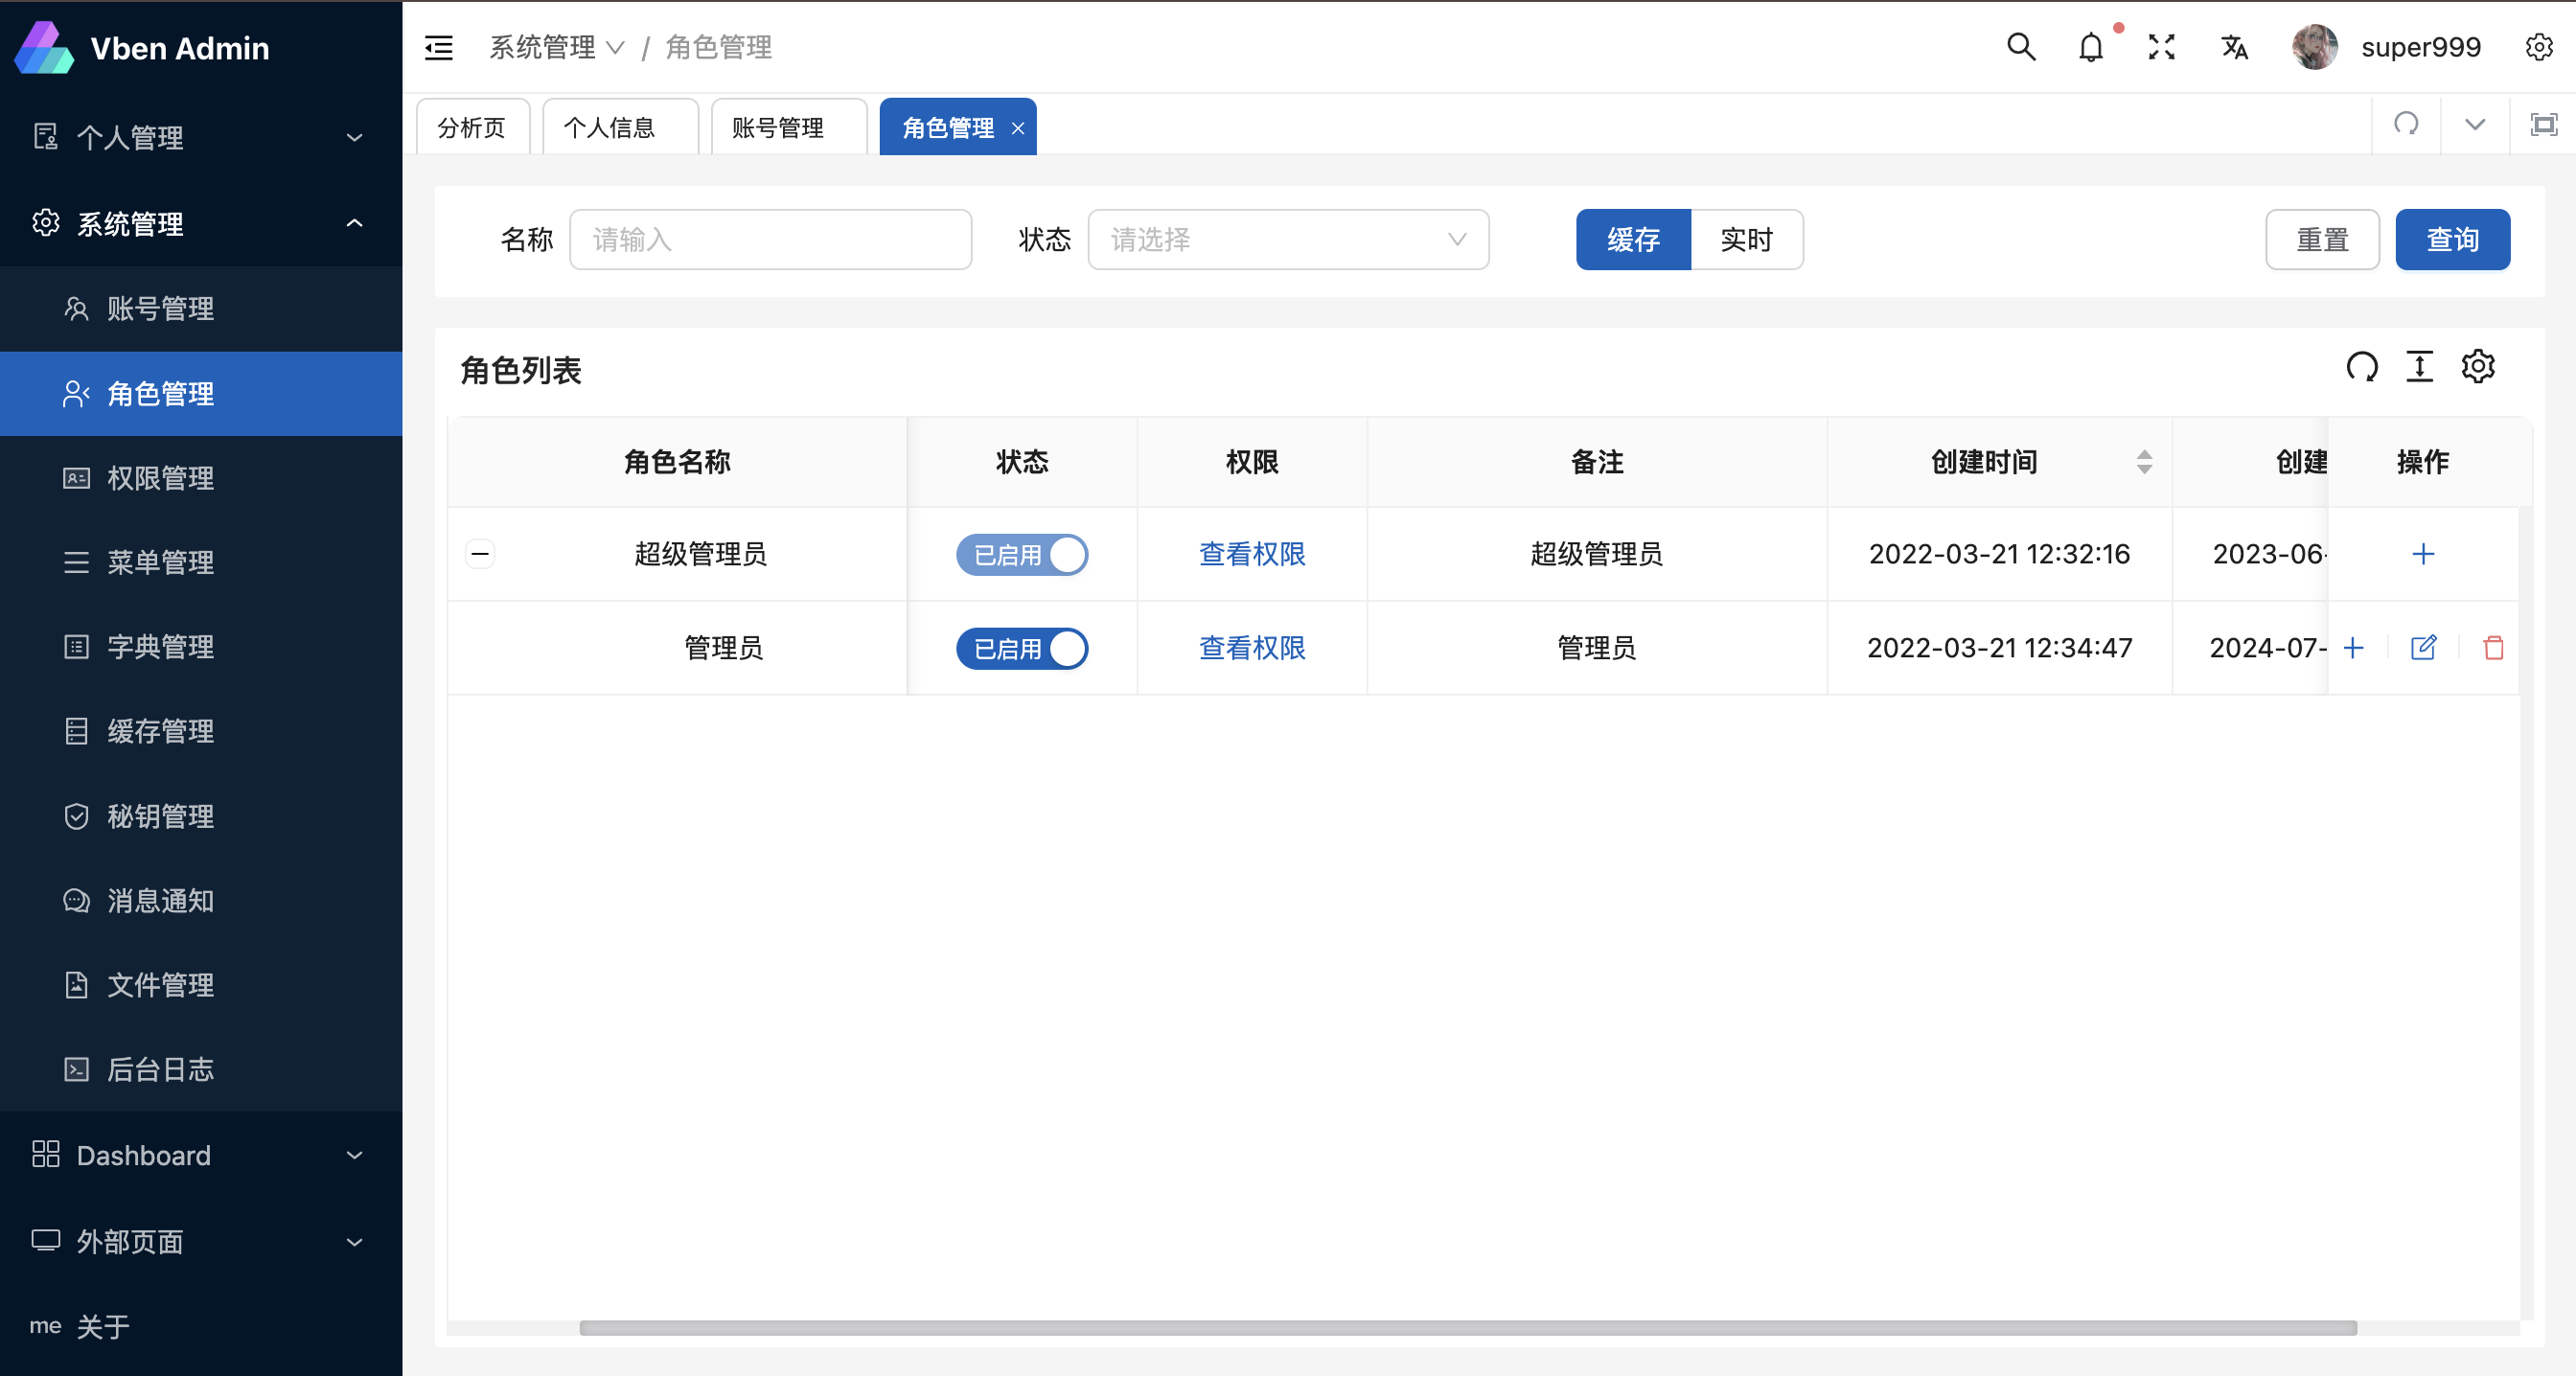 Vben Admin
系统管理 / 角色管理
super999
个人管理
系统管理
账号管理
角色管理
权限管理
菜单管理
字典管理
缓存管理
秘钥管理
消息通知
文件管理
后台日志
Dashboard
外部页面
me 关于
分析页 个人信息 账号管理 角色管理
名称 请输入 状态 请选择 缓存 实时 重置 查询
角色列表
角色名称 状态 权限 备注 创建时间 创建 操作
超级管理员 已启用 查看权限 超级管理员 2022-03-21 12:32:16 2023-06-
管理员 已启用 查看权限 管理员 2022-03-21 12:34:47 2024-07-